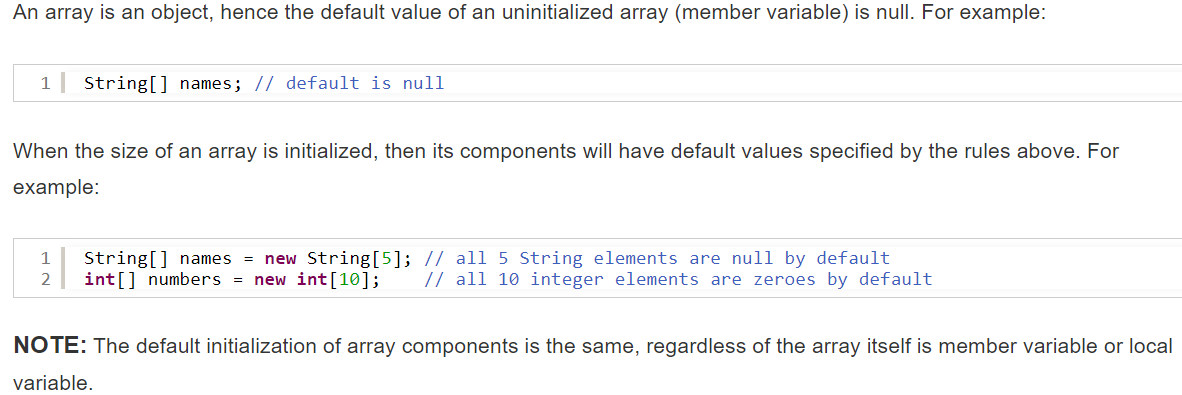 An array is an object, hence the default value of an uninitialized array (member variable) is null. For example:
1 String[] names; // default is null
When the size of an array is initialized, then its components will have default values specified by the rules above. For
example:
1 String[] names = new String[5]; // all 5 String elements are null by default
2 int[] numbers = new int[10];    // all 10 integer elements are zeroes by default
NOTE: The default initialization of array components is the same, regardless of the array itself is member variable or local
variable.